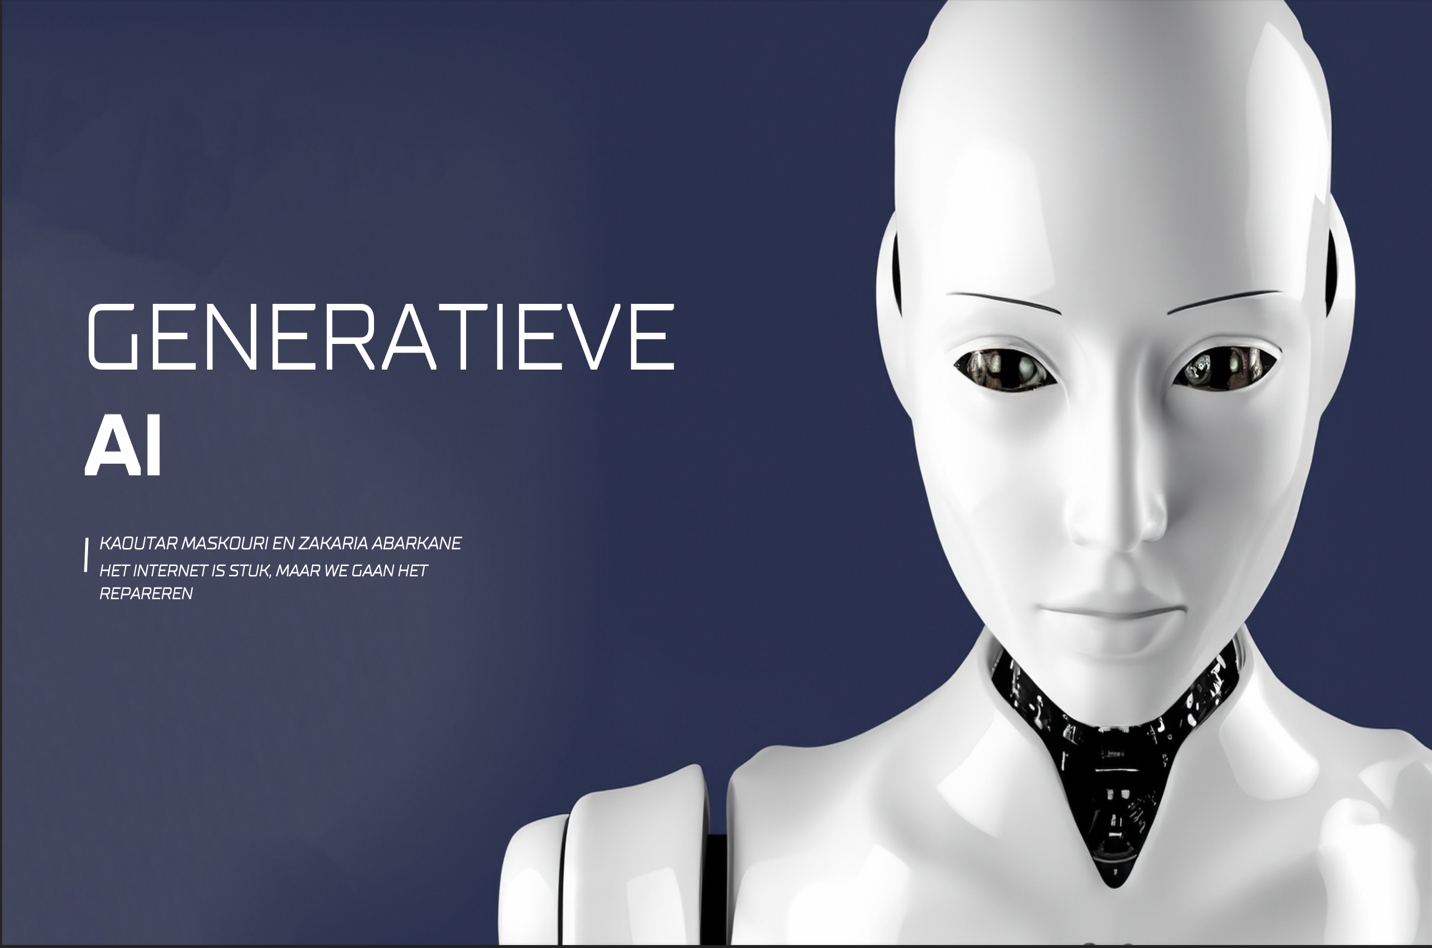 GENERATIEVE
AI
KAOUTAR MASKOURI EN ZAKARIA ABARKANE
HET INTERNET IS STUK, MAAR WE GAAN HET
REPAREREN